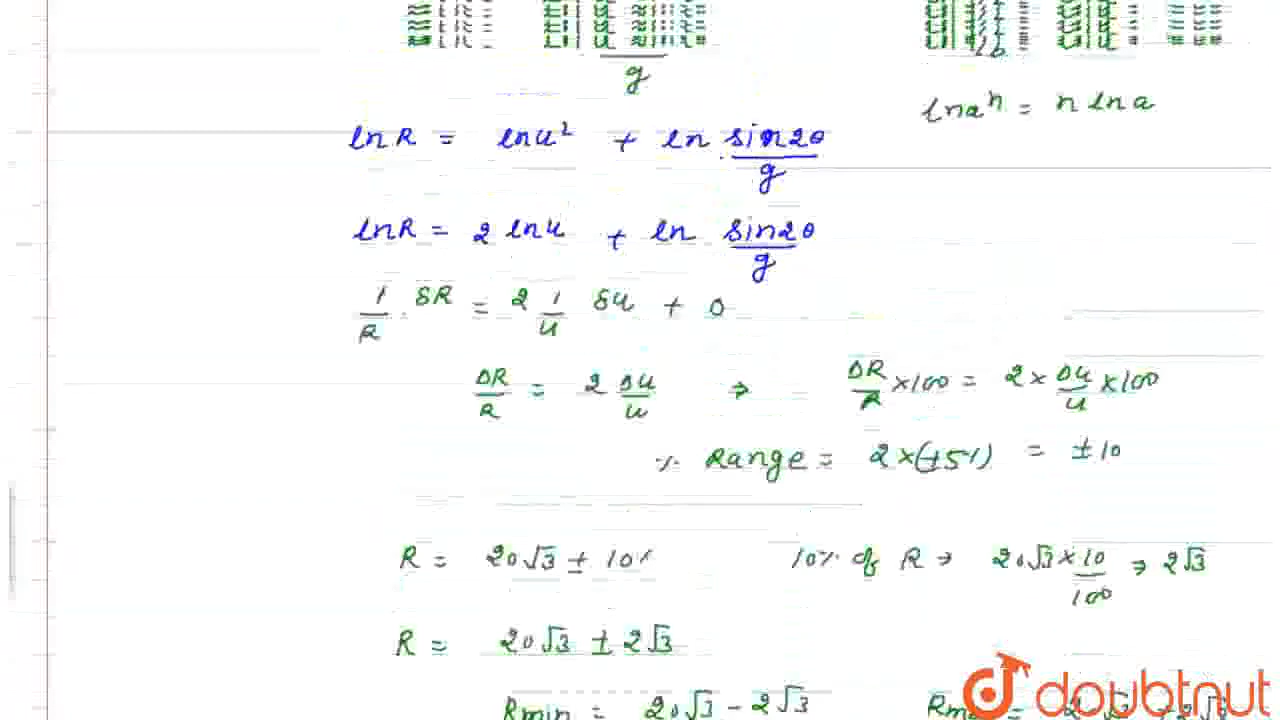 g
ln aⁿ = n ln a
ln R = ln u² + ln sin2θ/g
ln R = 2 ln u + ln sin2θ/g
1/R · δR = 2 1/u δu + 0
ΔR/R = 2 Δu/u ⇒ ΔR/R × 100 = 2 × Δu/u × 100
% Range = 2 × (±5%) = ±10
R = 20√3 ± 10% 10% of R ⇒ 20√3 × 10/100 ⇒ 2√3
R = 20√3 ± 2√3
Rmin = 20√3 - 2√3
doubtnut